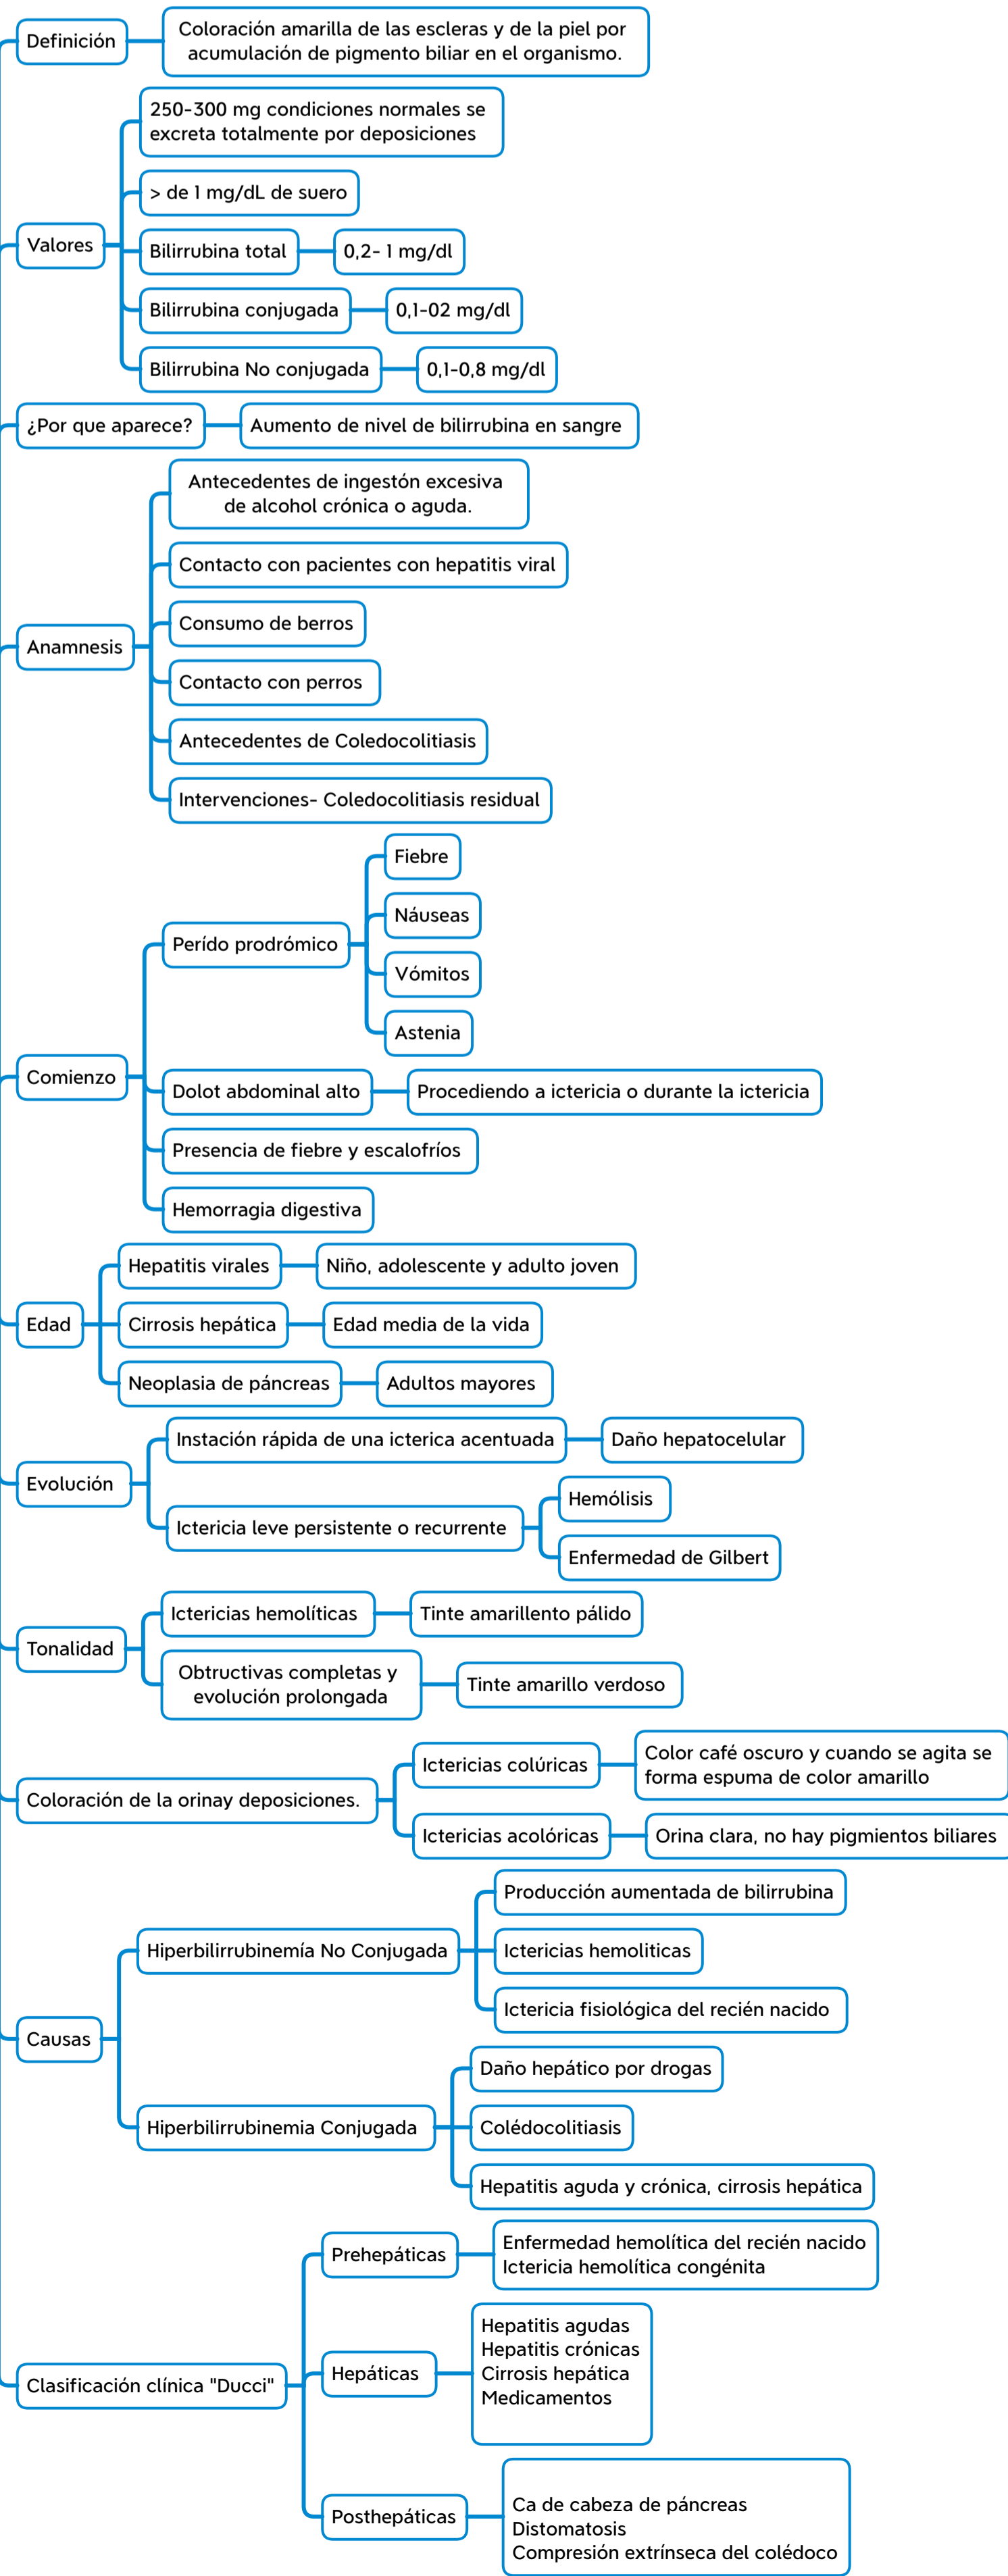 Definición
Coloración amarilla de las escleras y de la piel por
acumulación de pigmento biliar en el organismo.
Valores
250-300 mg condiciones normales se
excreta totalmente por deposiciones
> de 1 mg/dL de suero
Bilirrubina total
0,2- 1 mg/dl
Bilirrubina conjugada
0,1-02 mg/dl
Bilirrubina No conjugada
0,1-0,8 mg/dl
¿Por que aparece?
Aumento de nivel de bilirrubina en sangre
Anamnesis
Antecedentes de ingestón excesiva
de alcohol crónica o aguda.
Contacto con pacientes con hepatitis viral
Consumo de berros
Contacto con perros
Antecedentes de Coledocolitiasis
Intervenciones- Coledocolitiasis residual
Comienzo
Perído prodrómico
Fiebre
Náuseas
Vómitos
Astenia
Dolot abdominal alto
Procediendo a ictericia o durante la ictericia
Presencia de fiebre y escalofríos
Hemorragia digestiva
Edad
Hepatitis virales
Niño, adolescente y adulto joven
Cirrosis hepática
Edad media de la vida
Neoplasia de páncreas
Adultos mayores
Evolución
Instación rápida de una icterica acentuada
Daño hepatocelular
Ictericia leve persistente o recurrente
Hemólisis
Enfermedad de Gilbert
Tonalidad
Ictericias hemolíticas
Tinte amarillento pálido
Obtructivas completas y
evolución prolongada
Tinte amarillo verdoso
Coloración de la orinay deposiciones.
Ictericias colúricas
Color café oscuro y cuando se agita se
forma espuma de color amarillo
Ictericias acolóricas
Orina clara, no hay pigmientos biliares
Causas
Hiperbilirrubinemía No Conjugada
Producción aumentada de bilirrubina
Ictericias hemoliticas
Ictericia fisiológica del recién nacido
Hiperbilirrubinemia Conjugada
Daño hepático por drogas
Colédocolitiasis
Hepatitis aguda y crónica, cirrosis hepática
Clasificación clínica "Ducci"
Prehepáticas
Enfermedad hemolítica del recién nacido
Ictericia hemolítica congénita
Hepáticas
Hepatitis agudas
Hepatitis crónicas
Cirrosis hepática
Medicamentos
Posthepáticas
Ca de cabeza de páncreas
Distomatosis
Compresión extrínseca del colédoco